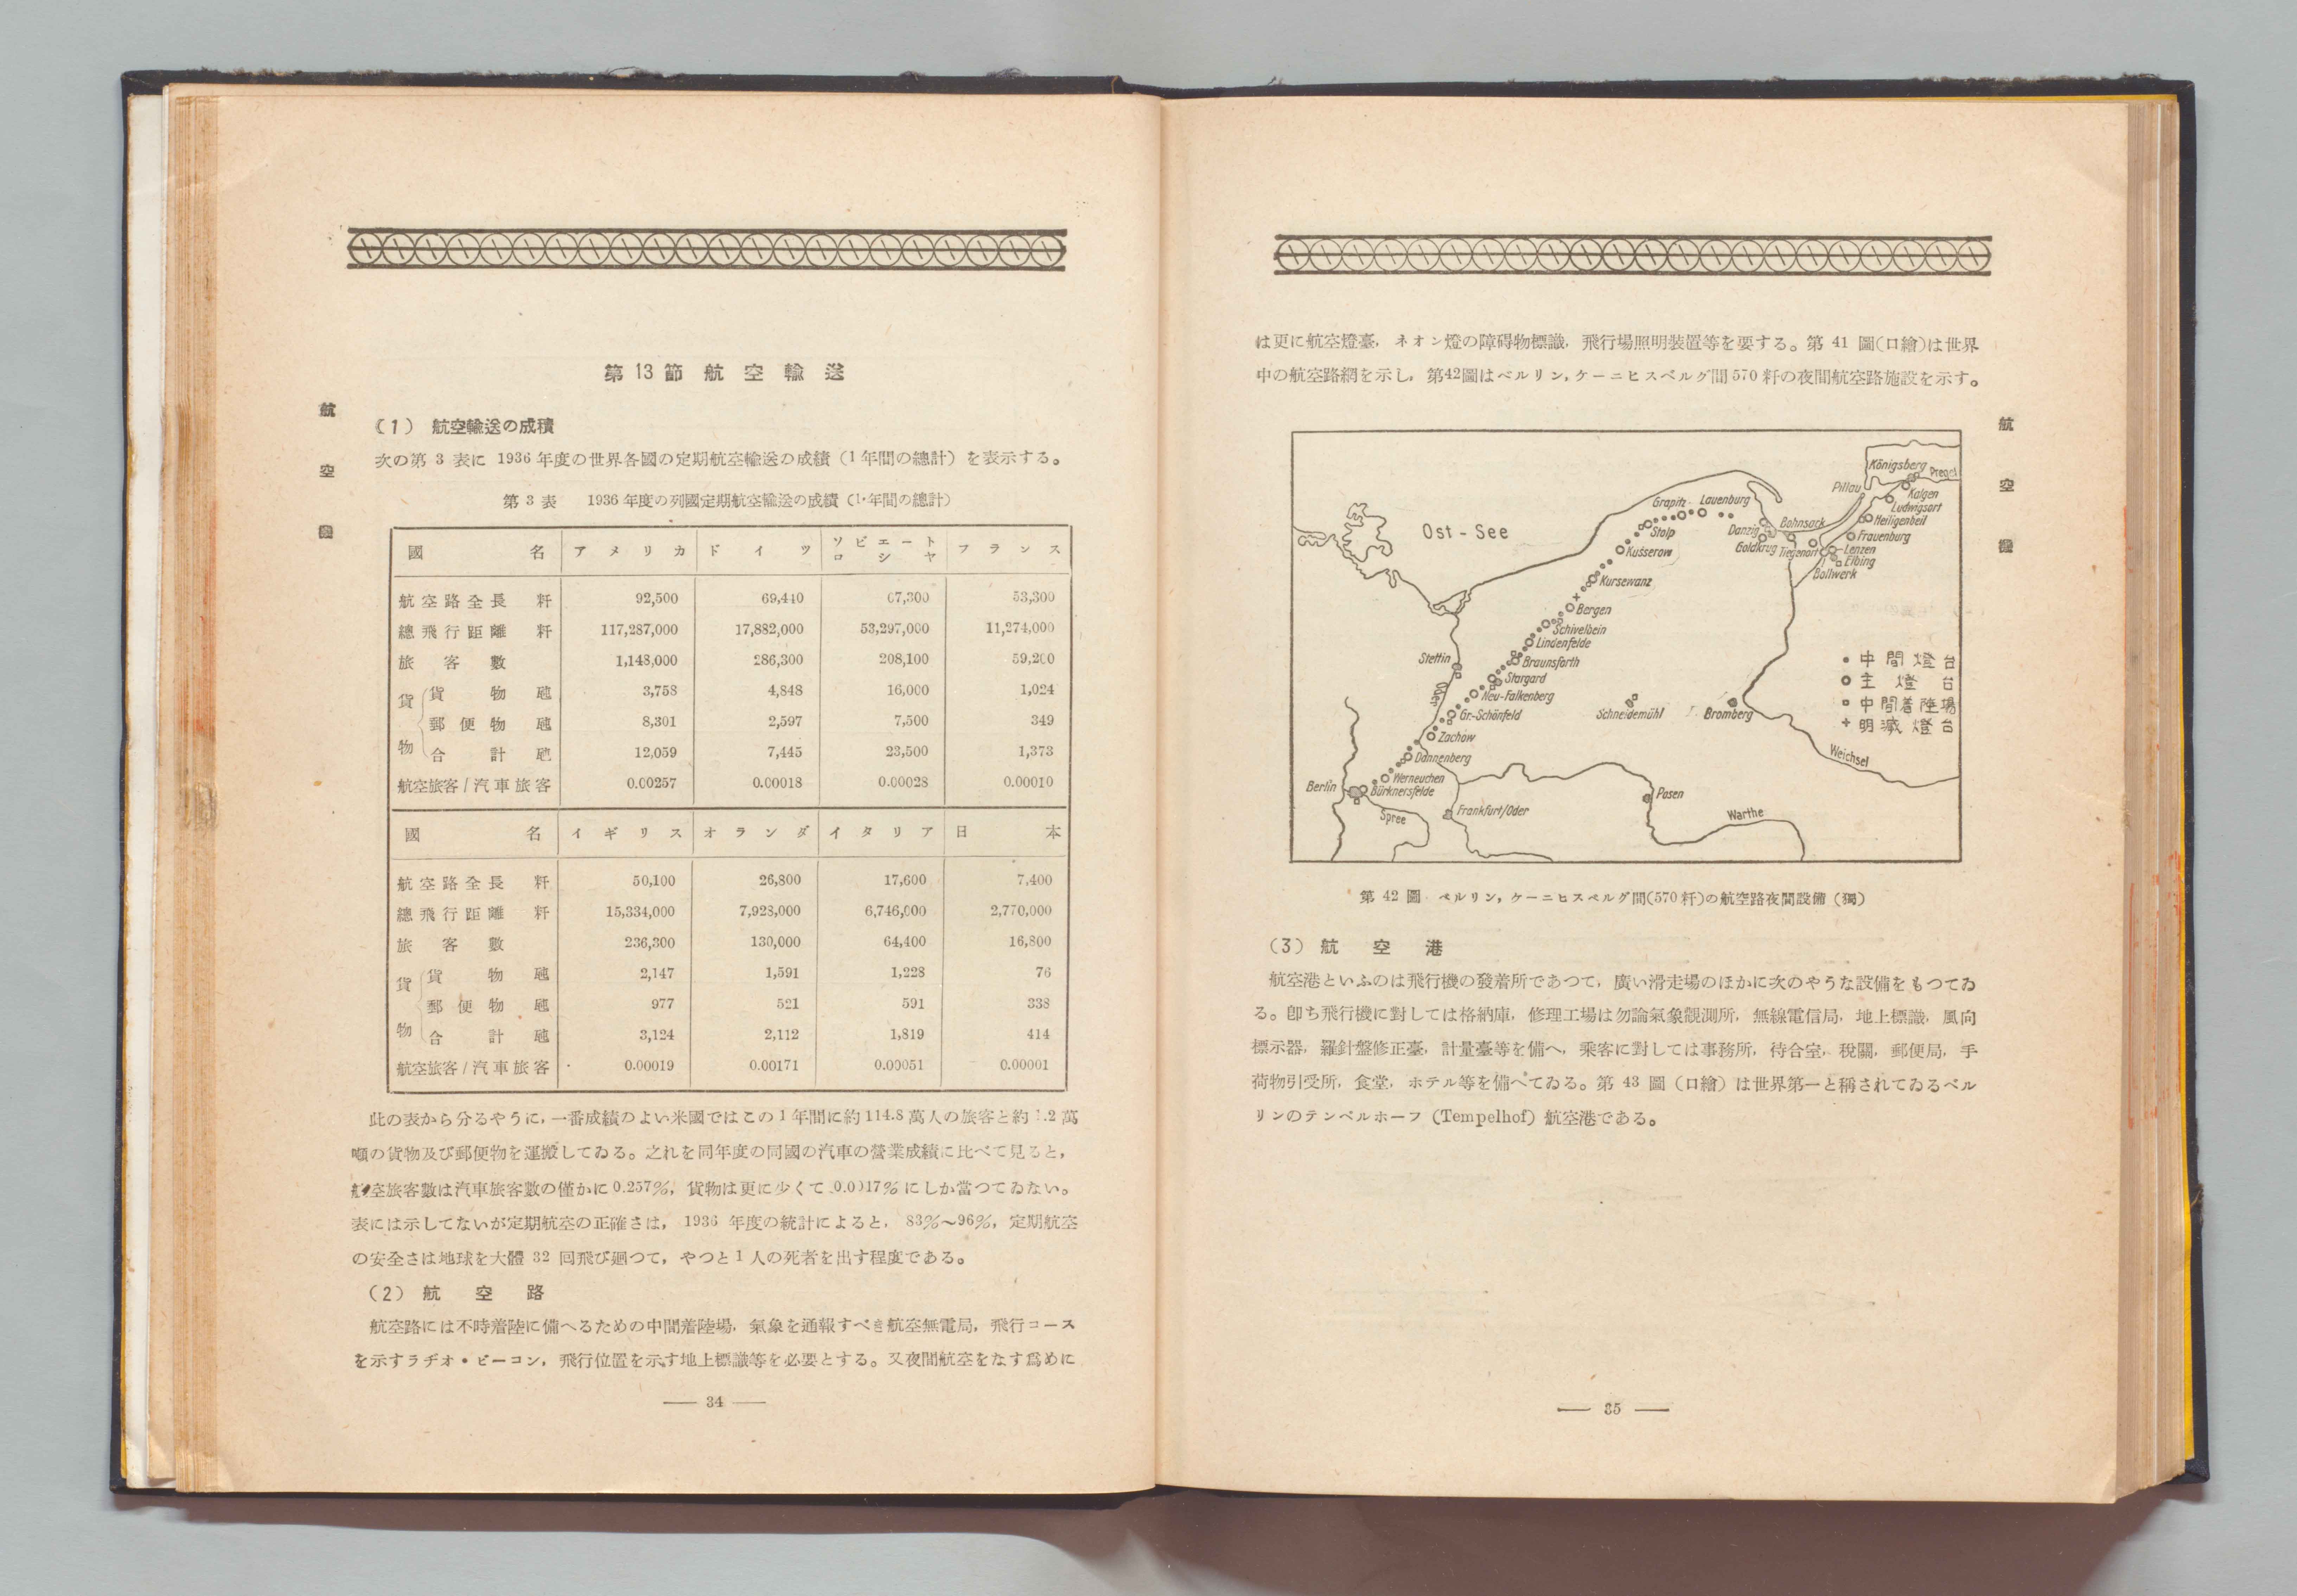 航空機
第13節 航空輸送
(1) 航空輸送の成積
次の第 3 表に 1936 年度の世界各國の定期航空輸送の成績（1 年間の總計）を表示する。
第 3 表 1936 年度の列國定期航空輸送の成績（1·年間の總計）
國名 アメリカ ドイツ ソビエートロシヤ フランス
航空路全長 粁 92,500 69,440 67,300 53,300
總飛行距離 粁 117,287,000 17,882,000 53,297,000 11,274,000
旅客數 1,148,000 286,300 208,100 59,200
貨物 貨物 瓲 3,758 4,848 16,000 1,024
郵便物 瓲 8,301 2,597 7,500 349
合計 瓲 12,059 7,445 23,500 1,373
航空旅客/汽車旅客 0.00257 0.00018 0.00028 0.00010
國名 イギリス オランダ イタリア 日本
航空路全長 粁 50,100 26,800 17,600 7,400
總飛行距離 粁 15,334,000 7,928,000 6,746,000 2,770,000
旅客數 236,300 130,000 64,400 16,800
貨物 貨物 瓲 2,147 1,591 1,228 76
郵便物 瓲 977 521 591 338
合計 瓲 3,124 2,112 1,819 414
航空旅客/汽車旅客 0.00019 0.00171 0.00051 0.00001
此の表から分るやうに，一番成績のよい米國ではこの 1 年間に約 114.8 萬人の旅客と約 1.2 萬
噸の貨物及び郵便物を運搬してゐる。之れを同年度の同國の汽車の營業成績に比べて見ると，
航空旅客數は汽車旅客數の僅かに 0.257%，貨物は更に少くて 0.0017% にしか當つてゐない。
表には示してないが定期航空の正確さは，1936 年度の統計によると，83%〜96%，定期航空
の安全さは地球を大體 32 回飛び廻つて，やつと 1 人の死者を出す程度である。
(2) 航空路
航空路には不時着陸に備へるための中間着陸場，氣象を通報すべき航空無電局，飛行コース
を示すラヂオ・ビーコン，飛行位置を示す地上標識等を必要とする。又夜間航空をなす爲めに
— 34 —
は更に航空燈臺，ネオン燈の障碍物標識，飛行場照明裝置等を要する。第 41 圖(口繪)は世界
中の航空路網を示し，第42圖はベルリン，ケーニヒスベルグ間 570 粁の夜間航空路施設を示す。
航空機
Ost-See
Königsberg
Pregel
Pillau
Kalgen
Ludwigsort
Heiligenbeil
Frauenburg
Lenzen
Elbing
Bollwerk
Tiegenort
Bohnsack
Danzig
Goldkrug
Lauenburg
Grapitz
Stolp
Kusserow
Kursewanz
Bergen
Schivelbein
Lindenfelde
Braunsforth
Stargard
Neu-Falkenberg
Gr.-Schönfeld
Zachow
Dannenberg
Werneuchen
Bürknersfelde
Berlin
Stettin
Oder
Schneidemühl
Bromberg
Weichsel
Posen
Warthe
Frankfurt/Oder
Spree
• 中間燈台
○ 主燈台
□ 中間着陸場
+ 明滅燈台
第 42 圖 ベルリン，ケーニヒスベルグ間(570 粁)の航空路夜間設備（獨）
(3) 航空港
航空港といふのは飛行機の發着所であつて，廣い滑走場のほかに次のやうな設備をもつてゐ
る。卽ち飛行機に對しては格納庫，修理工場は勿論氣象觀測所，無線電信局，地上標識，風向
標示器，羅針盤修正臺，計量臺等を備へ，乘客に對しては事務所，待合室，稅關，郵便局，手
荷物引受所，食堂，ホテル等を備へてゐる。第 43 圖（口繪）は世界第一と稱されてゐるベル
リンのテンペルホーフ（Tempelhof）航空港である。
— 35 —